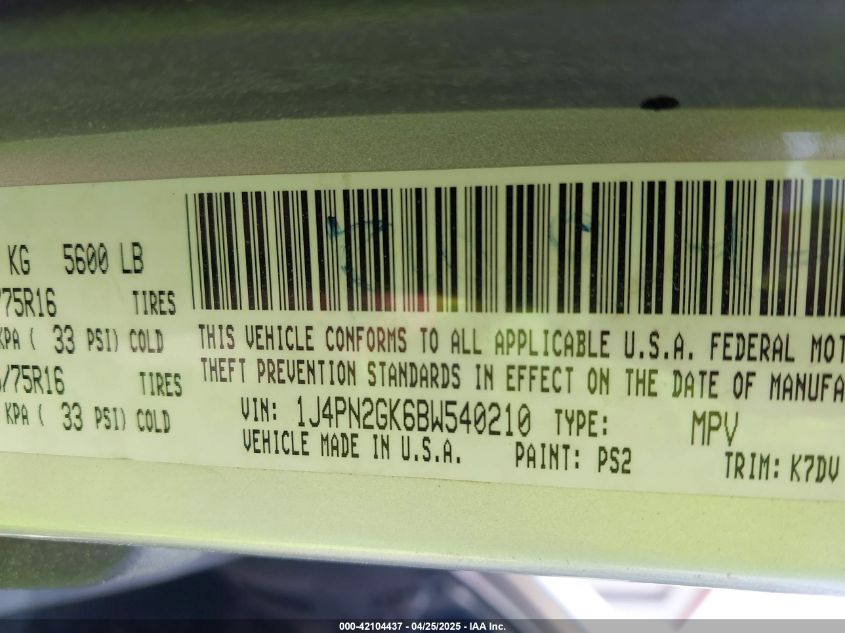 KG 5600 LB
/75R16 TIRES
KPA ( 33 PSI) COLD
/75R16 TIRES
KPA ( 33 PSI) COLD
THIS VEHICLE CONFORMS TO ALL APPLICABLE U.S.A. FEDERAL MOT
THEFT PREVENTION STANDARDS IN EFFECT ON THE DATE OF MANUFA
VIN: 1J4PN2GK6BW540210 TYPE: MPV
VEHICLE MADE IN U.S.A. PAINT: PS2 TRIM: K7DV
000-42104437 - 04/25/2025 - IAA Inc.